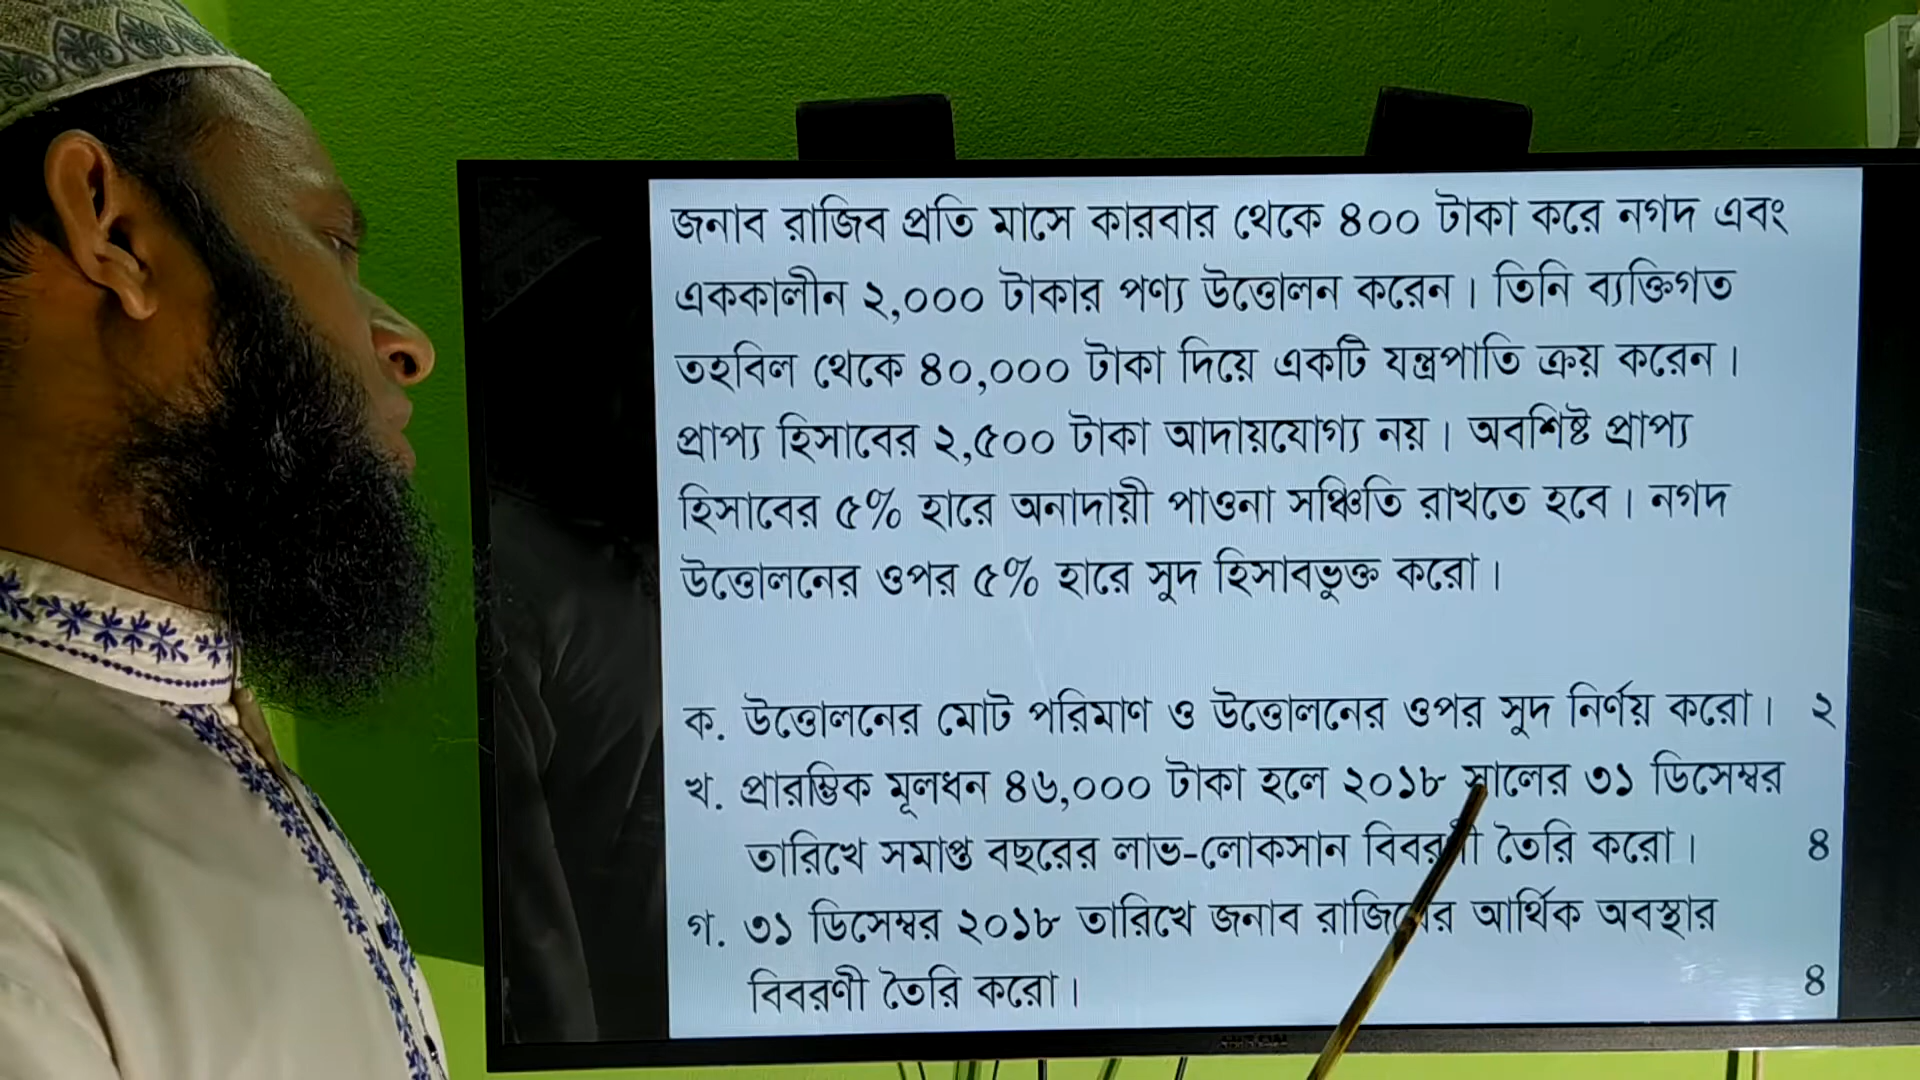 জনাব রাজিব প্রতি মাসে কারবার থেকে ৪০০ টাকা করে নগদ এবং
এককালীন ২,০০০ টাকার পণ্য উত্তোলন করেন। তিনি ব্যক্তিগত
তহবিল থেকে ৪০,০০০ টাকা দিয়ে একটি যন্ত্রপাতি ক্রয় করেন।
প্রাপ্য হিসাবের ২,৫০০ টাকা আদায়যোগ্য নয়। অবশিষ্ট প্রাপ্য
হিসাবের ৫% হারে অনাদায়ী পাওনা সঞ্চিতি রাখতে হবে। নগদ
উত্তোলনের ওপর ৫% হারে সুদ হিসাবভুক্ত করো।
ক. উত্তোলনের মোট পরিমাণ ও উত্তোলনের ওপর সুদ নির্ণয় করো। ২
খ. প্রারম্ভিক মূলধন ৪৬,০০০ টাকা হলে ২০১৮ সালের ৩১ ডিসেম্বর
তারিখে সমাপ্ত বছরের লাভ-লোকসান বিবরণী তৈরি করো। ৪
গ. ৩১ ডিসেম্বর ২০১৮ তারিখে জনাব রাজিবের আর্থিক অবস্থার
বিবরণী তৈরি করো। ৪